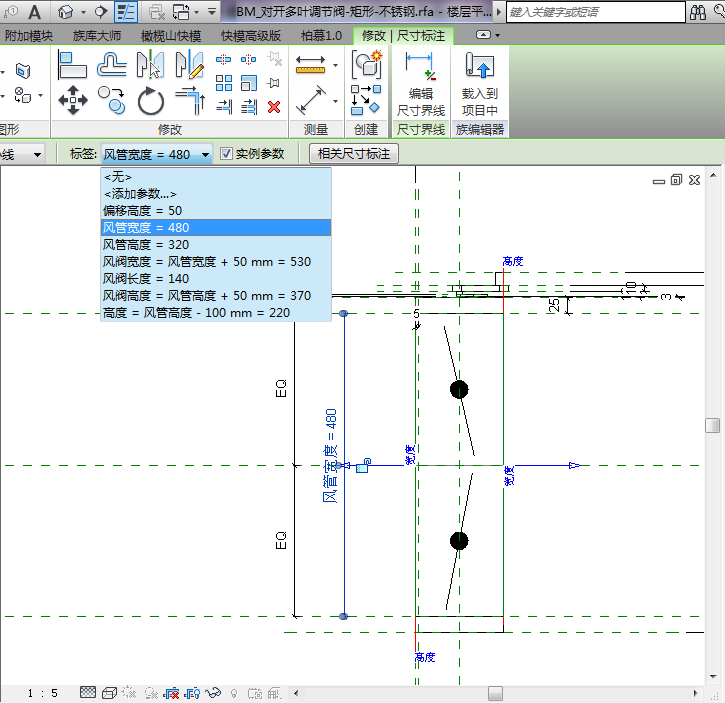 BM_对开多叶调节阀-矩形-不锈钢.rfa - 楼层平...
键入关键字或短语
附加模块 族库大师 橄榄山快模 快模高级版 柏慕1.0 修改 | 尺寸标注
编辑
尺寸界线
载入到
项目中
图形 修改 测量 创建 尺寸界线 族编辑器
线 标签: 风管宽度 = 480 实例参数 相关尺寸标注
<无>
<添加参数...>
偏移高度 = 50
风管宽度 = 480
风管高度 = 320
风阀宽度 = 风管宽度 + 50 mm = 530
风阀长度 = 140
风阀高度 = 风管高度 + 50 mm = 370
高度 = 风管高度 - 100 mm = 220
高度
3
25
5
EQ
风管宽度 = 480
宽度
宽度
EQ
高度
1 : 5